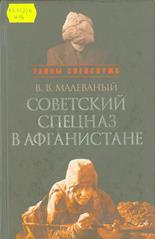 ТАЙНЫ СПЕЦСЛУЖБ
В. В. МАЛЕВАНЫЙ
СОВЕТСКИЙ
СПЕЦНАЗ
В АФГАНИСТАНЕ